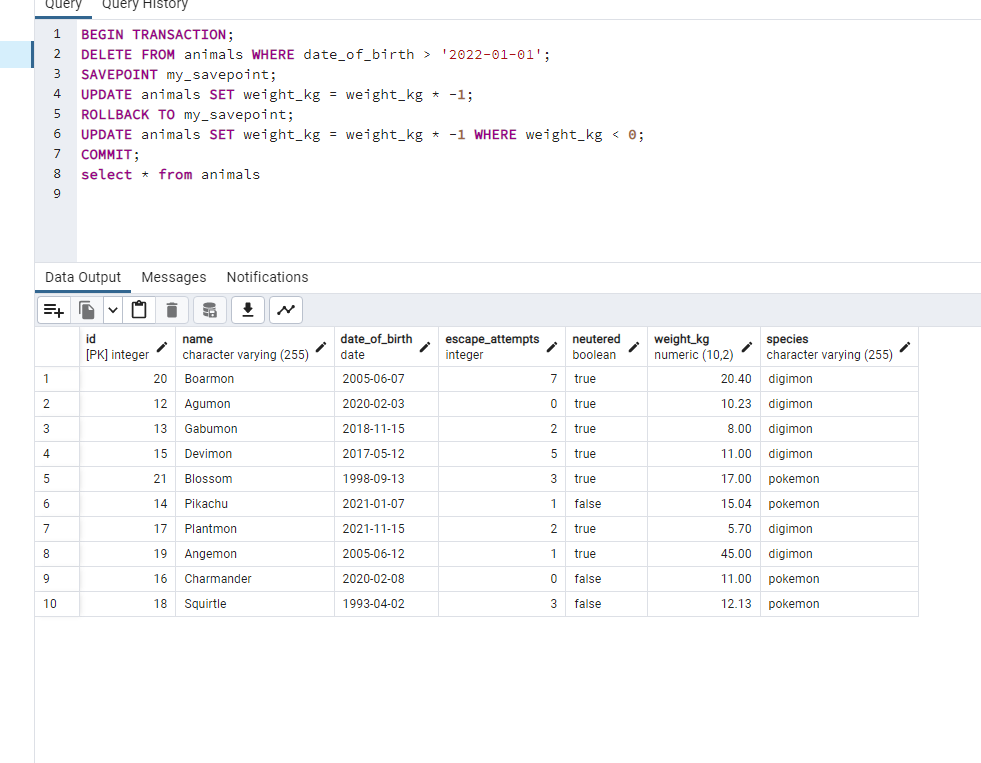 Query Query History
1 BEGIN TRANSACTION;
2 DELETE FROM animals WHERE date_of_birth > '2022-01-01';
3 SAVEPOINT my_savepoint;
4 UPDATE animals SET weight_kg = weight_kg * -1;
5 ROLLBACK TO my_savepoint;
6 UPDATE animals SET weight_kg = weight_kg * -1 WHERE weight_kg < 0;
7 COMMIT;
8 select * from animals
9
Data Output Messages Notifications
id name date_of_birth escape_attempts neutered weight_kg species
[PK] integer character varying (255) date integer boolean numeric (10,2) character varying (255)
1 20 Boarmon 2005-06-07 7 true 20.40 digimon
2 12 Agumon 2020-02-03 0 true 10.23 digimon
3 13 Gabumon 2018-11-15 2 true 8.00 digimon
4 15 Devimon 2017-05-12 5 true 11.00 digimon
5 21 Blossom 1998-09-13 3 true 17.00 pokemon
6 14 Pikachu 2021-01-07 1 false 15.04 pokemon
7 17 Plantmon 2021-11-15 2 true 5.70 digimon
8 19 Angemon 2005-06-12 1 true 45.00 digimon
9 16 Charmander 2020-02-08 0 false 11.00 pokemon
10 18 Squirtle 1993-04-02 3 false 12.13 pokemon